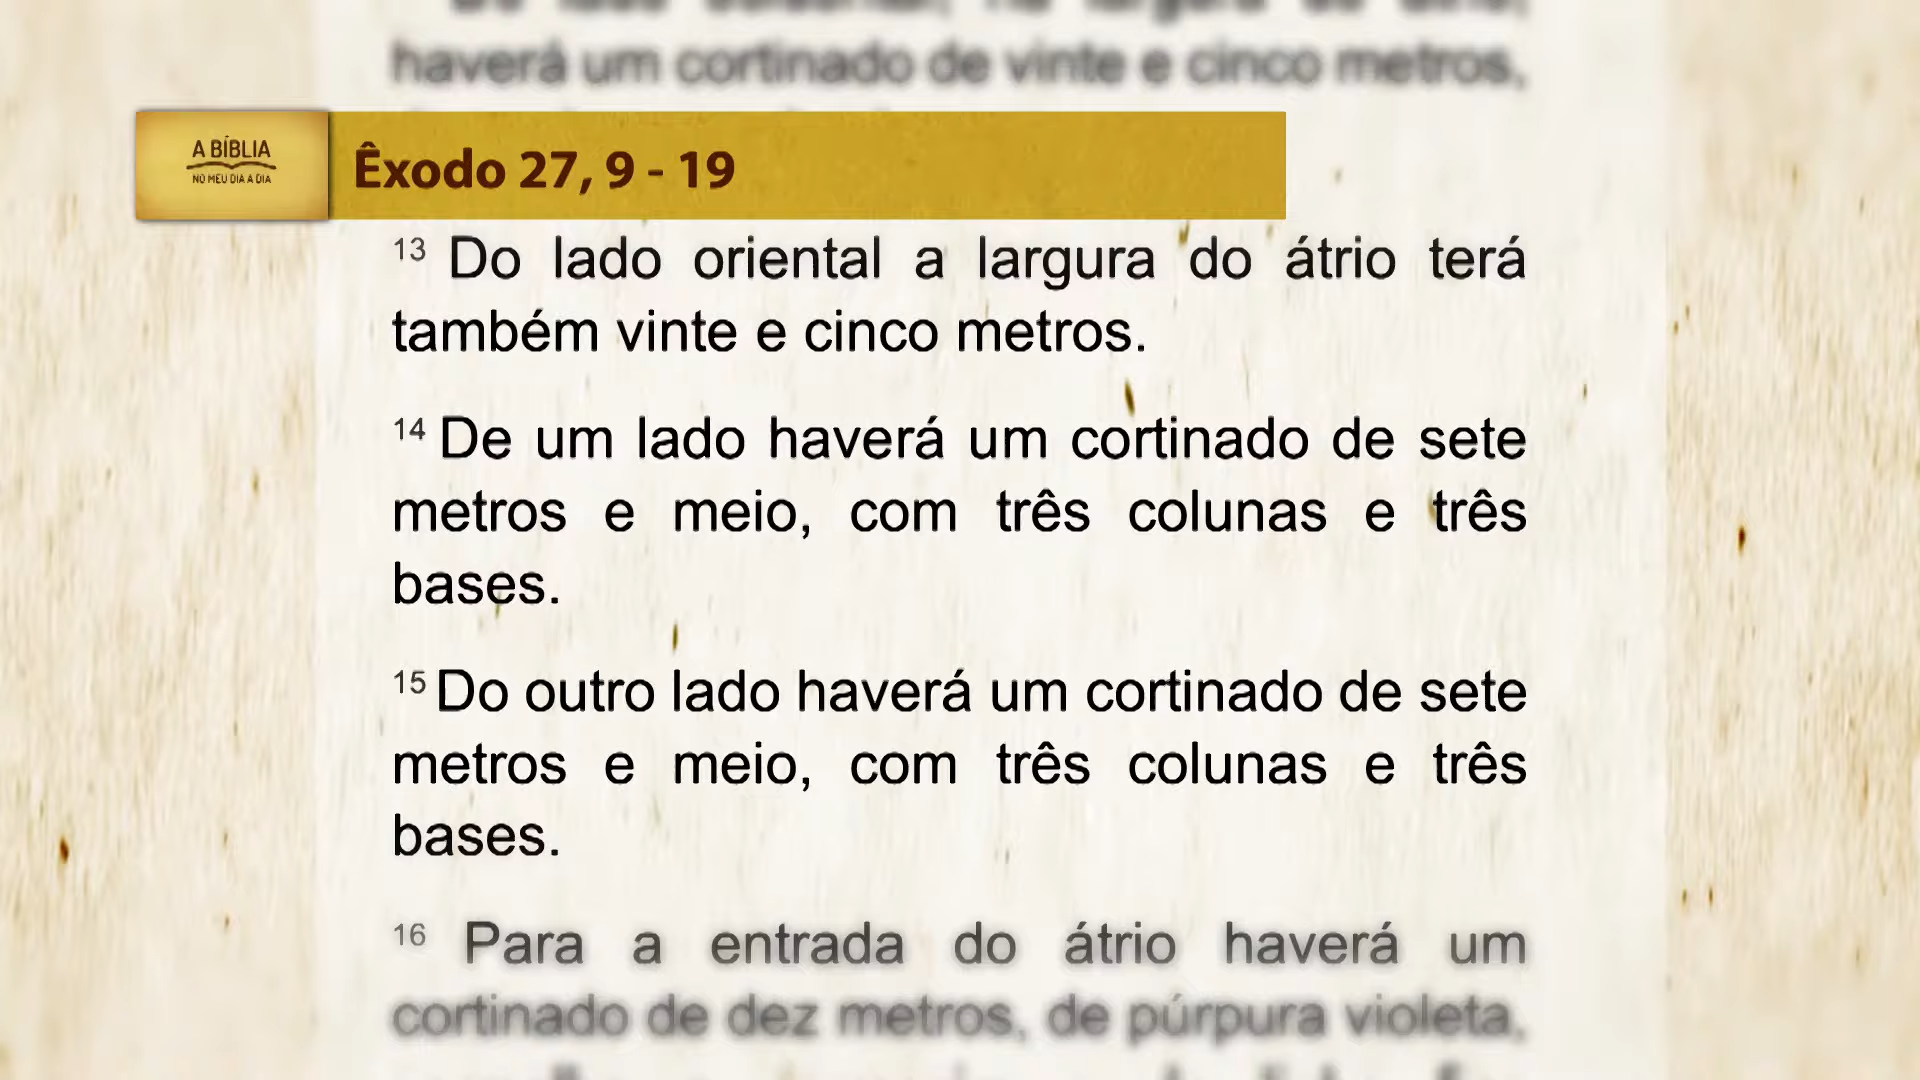 haverá um cortinado de vinte e cinco metros,
A BÍBLIA
NO MEU DIA A DIA
Êxodo 27, 9 - 19
13 Do lado oriental a largura do átrio terá
também vinte e cinco metros.
14 De um lado haverá um cortinado de sete
metros e meio, com três colunas e três
bases.
15 Do outro lado haverá um cortinado de sete
metros e meio, com três colunas e três
bases.
16 Para a entrada do átrio haverá um
cortinado de dez metros, de púrpura violeta,